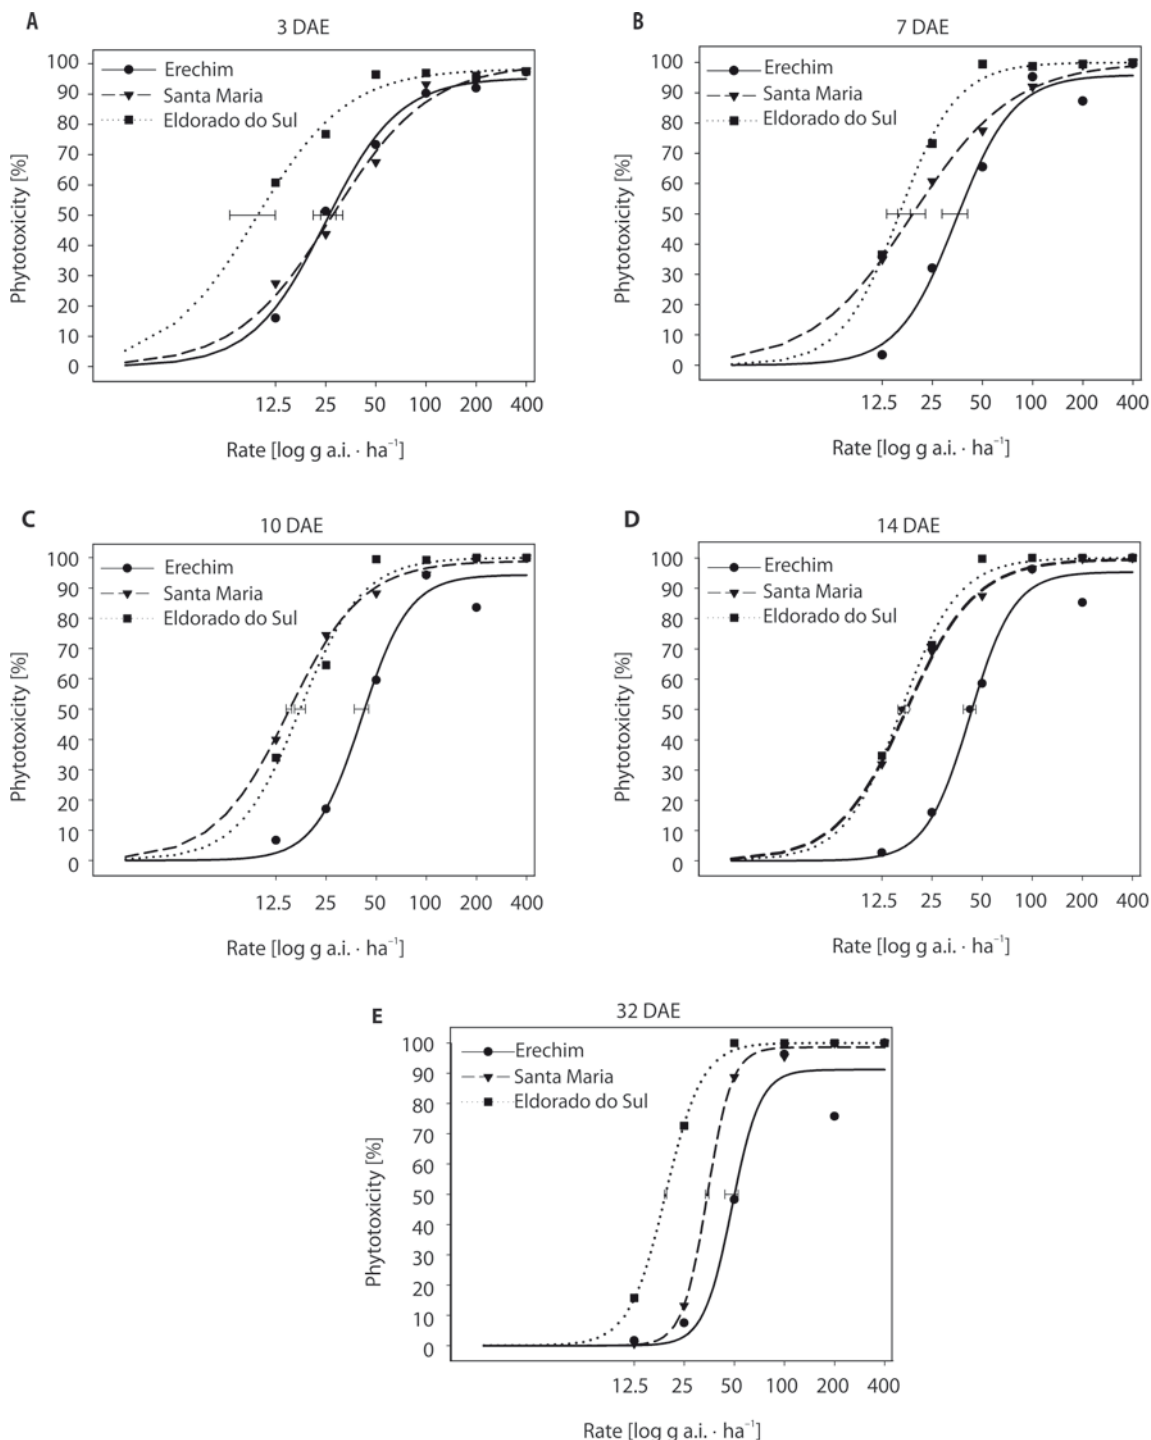 A
3 DAE
Phytotoxicity [%]
100
90
80
70
60
50
40
30
20
10
0
Erechim
Santa Maria
Eldorado do Sul
12.5 25 50 100 200 400
Rate [log g a.i. · ha⁻¹]
B
7 DAE
Phytotoxicity [%]
100
90
80
70
60
50
40
30
20
10
0
Erechim
Santa Maria
Eldorado do Sul
12.5 25 50 100 200 400
Rate [log g a.i. · ha⁻¹]
C
10 DAE
Phytotoxicity [%]
100
90
80
70
60
50
40
30
20
10
0
Erechim
Santa Maria
Eldorado do Sul
12.5 25 50 100 200 400
Rate [log g a.i. · ha⁻¹]
D
14 DAE
Phytotoxicity [%]
100
90
80
70
60
50
40
30
20
10
0
Erechim
Santa Maria
Eldorado do Sul
12.5 25 50 100 200 400
Rate [log g a.i. · ha⁻¹]
E
32 DAE
Phytotoxicity [%]
100
90
80
70
60
50
40
30
20
10
0
Erechim
Santa Maria
Eldorado do Sul
12.5 25 50 100 200 400
Rate [log g a.i. · ha⁻¹]